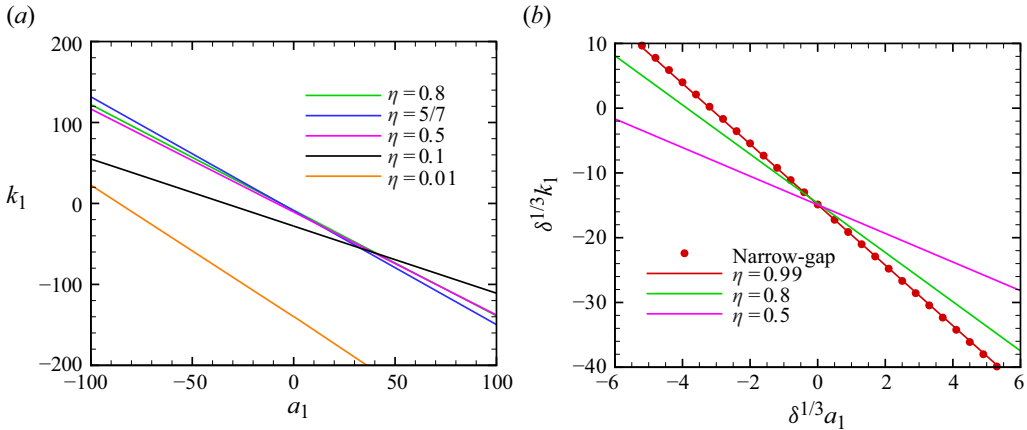 (a)
200
100
0
−100
−200
k₁
−100
−50
0
50
100
a₁
η = 0.8
η = 5/7
η = 0.5
η = 0.1
η = 0.01
(b)
10
0
−10
−20
−30
−40
δ¹/³k₁
−6
−4
−2
0
2
4
6
δ¹/³a₁
Narrow-gap
η = 0.99
η = 0.8
η = 0.5